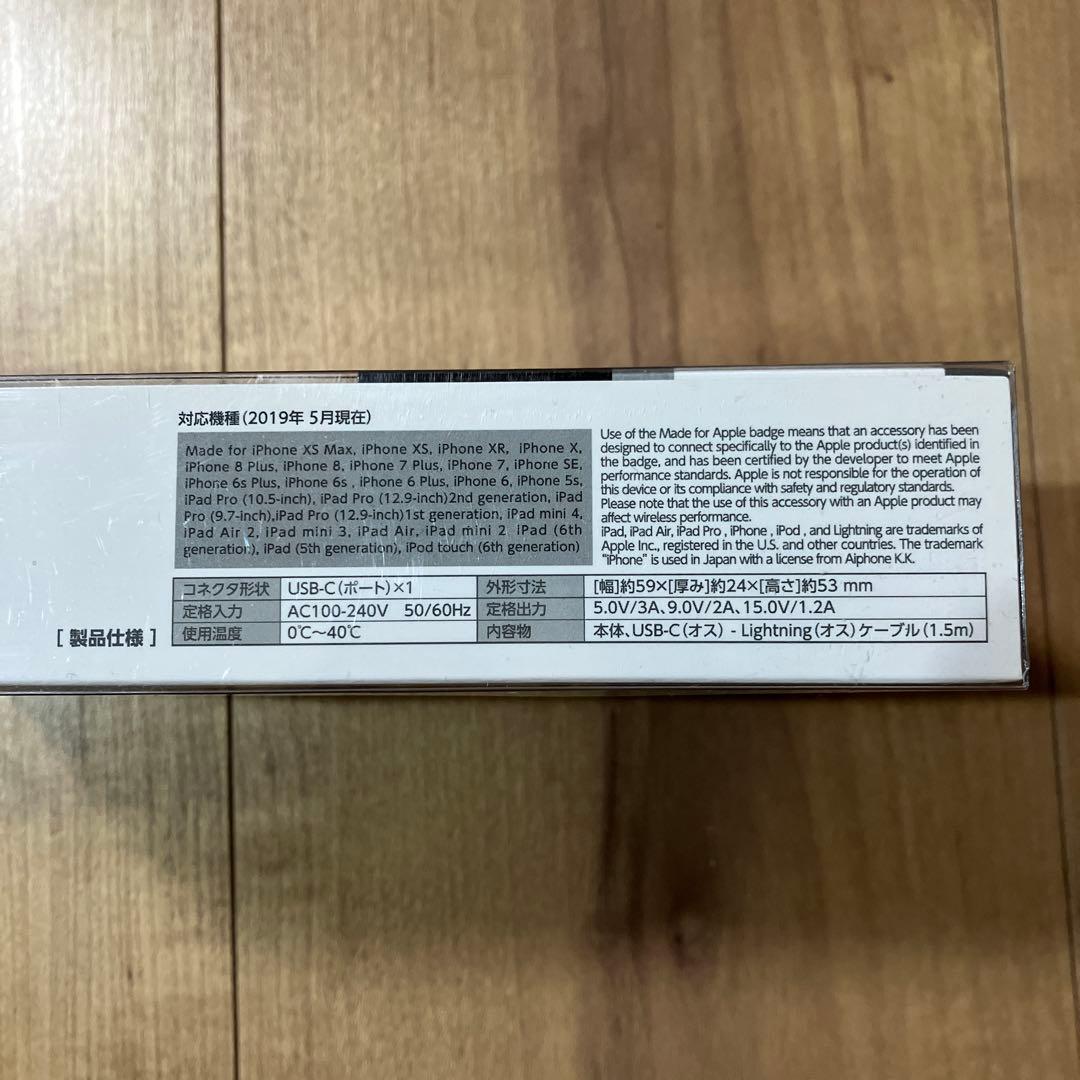 対応機種(2019年 5月現在)
Made for iPhone XS Max, iPhone XS, iPhone XR, iPhone X,
iPhone 8 Plus, iPhone 8, iPhone 7 Plus, iPhone 7, iPhone SE,
iPhone 6s Plus, iPhone 6s , iPhone 6 Plus, iPhone 6, iPhone 5s,
iPad Pro (10.5-inch), iPad Pro (12.9-inch)2nd generation, iPad
Pro (9.7-inch),iPad Pro (12.9-inch)1st generation, iPad mini 4,
iPad Air 2, iPad mini 3, iPad Air, iPad mini 2 iPad (6th
generation), iPad (5th generation), iPod touch (6th generation)
Use of the Made for Apple badge means that an accessory has been
designed to connect specifically to the Apple product(s) identified in
the badge, and has been certified by the developer to meet Apple
performance standards. Apple is not responsible for the operation of
this device or its compliance with safety and regulatory standards.
Please note that the use of this accessory with an Apple product may
affect wireless performance.
iPad, iPad Air, iPad Pro , iPhone , iPod , and Lightning are trademarks of
Apple Inc., registered in the U.S. and other countries. The trademark
"iPhone" is used in Japan with a license from Aiphone K.K.
[ 製品仕様 ]
コネクタ形状 USB-C(ポート)×1 外形寸法 [幅]約59×[厚み]約24×[高さ]約53 mm
定格入力 AC100-240V 50/60Hz 定格出力 5.0V/3A、9.0V/2A、15.0V/1.2A
使用温度 0℃〜40℃ 内容物 本体、USB-C(オス) - Lightning(オス)ケーブル(1.5m)